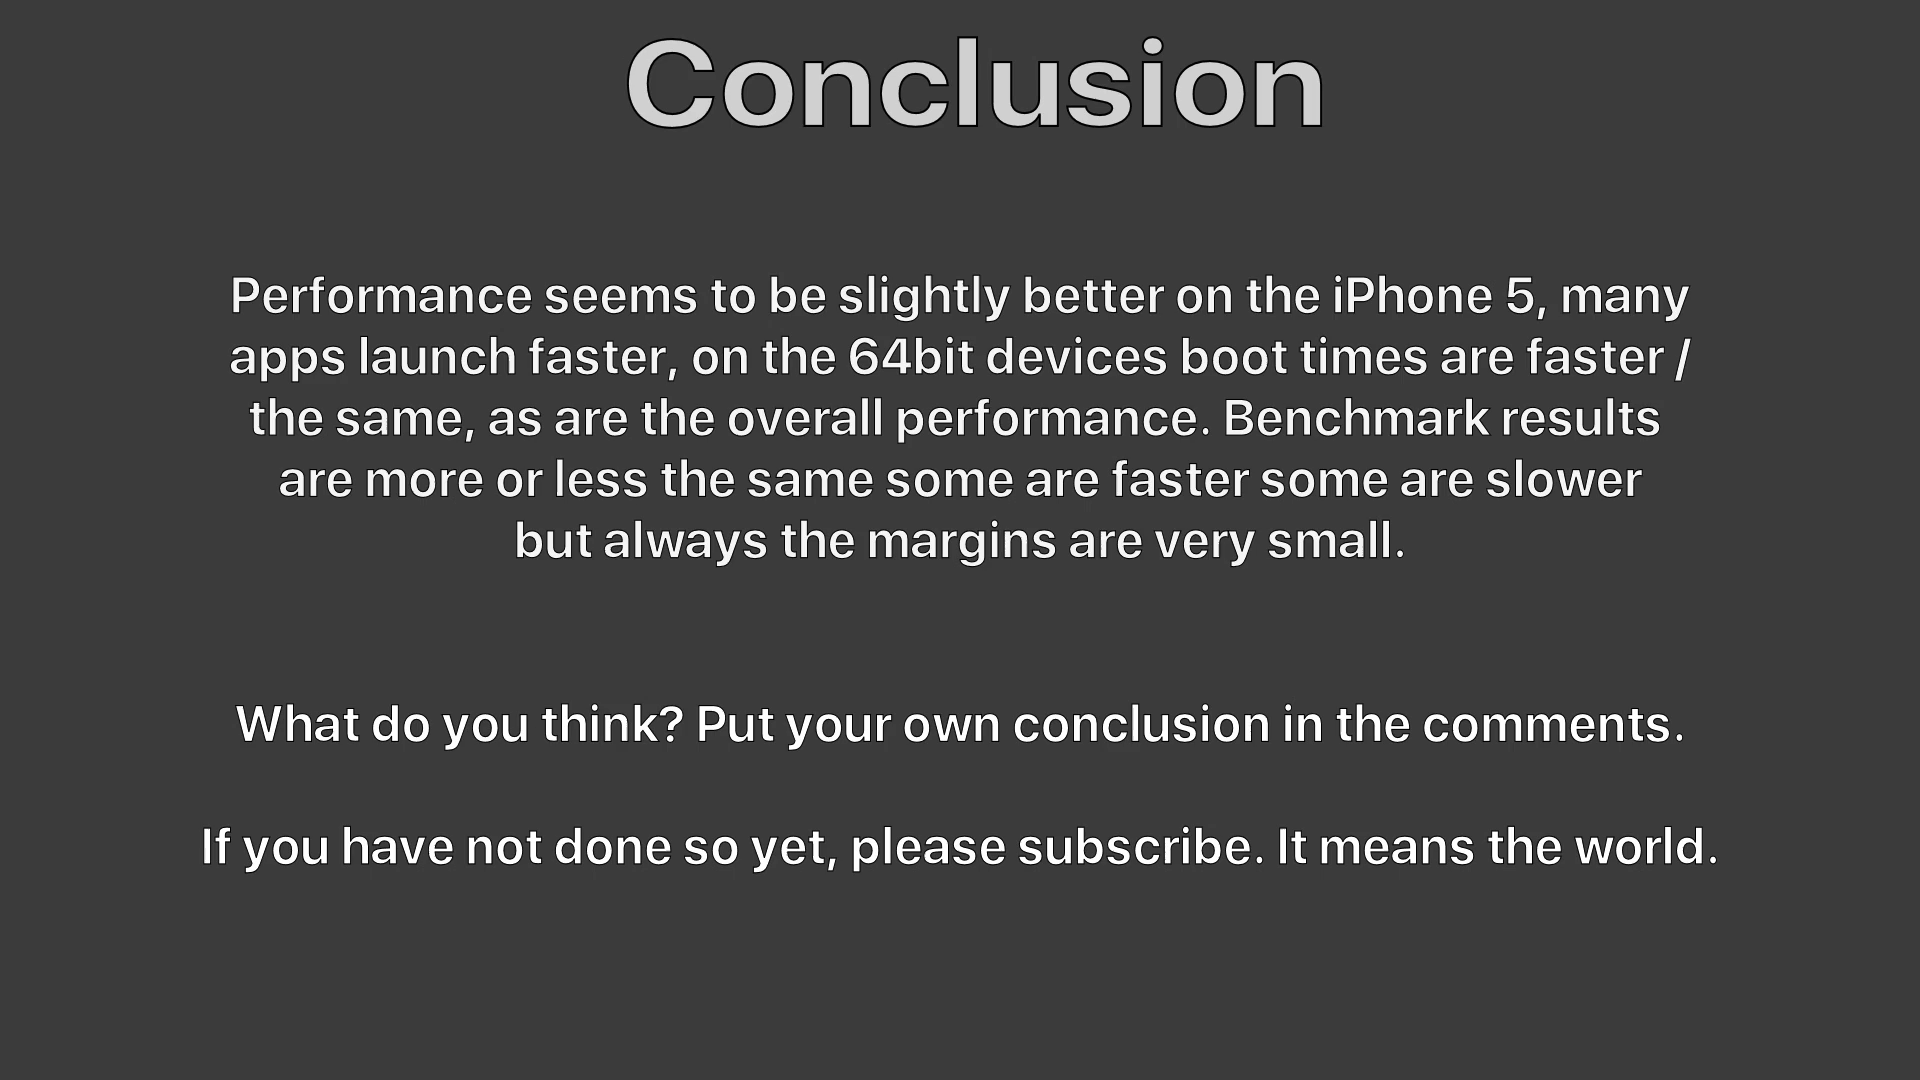 Conclusion
Performance seems to be slightly better on the iPhone 5, many
apps launch faster, on the 64bit devices boot times are faster /
the same, as are the overall performance. Benchmark results
are more or less the same some are faster some are slower
but always the margins are very small.
What do you think? Put your own conclusion in the comments.
If you have not done so yet, please subscribe. It means the world.